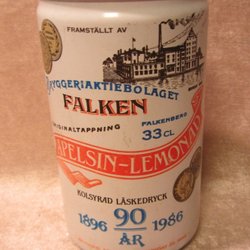 FRAMSTÄLLT AV
BRYGGERIAKTIEBOLAGET
FALKEN
FALKENBERG
ORIGINALTAPPNING
33 CL
APELSIN-LEMONAD
KOLSYRAD LÄSKEDRYCK
1896 90 1986
ÅR